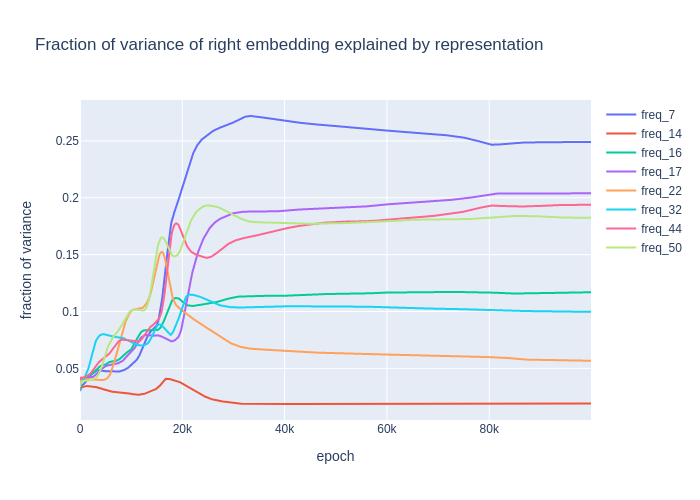 Fraction of variance of right embedding explained by representation
freq_7
freq_14
freq_16
freq_17
freq_22
freq_32
freq_44
freq_50
0.25
0.2
0.15
0.1
0.05
fraction of variance
0 20k 40k 60k 80k
epoch